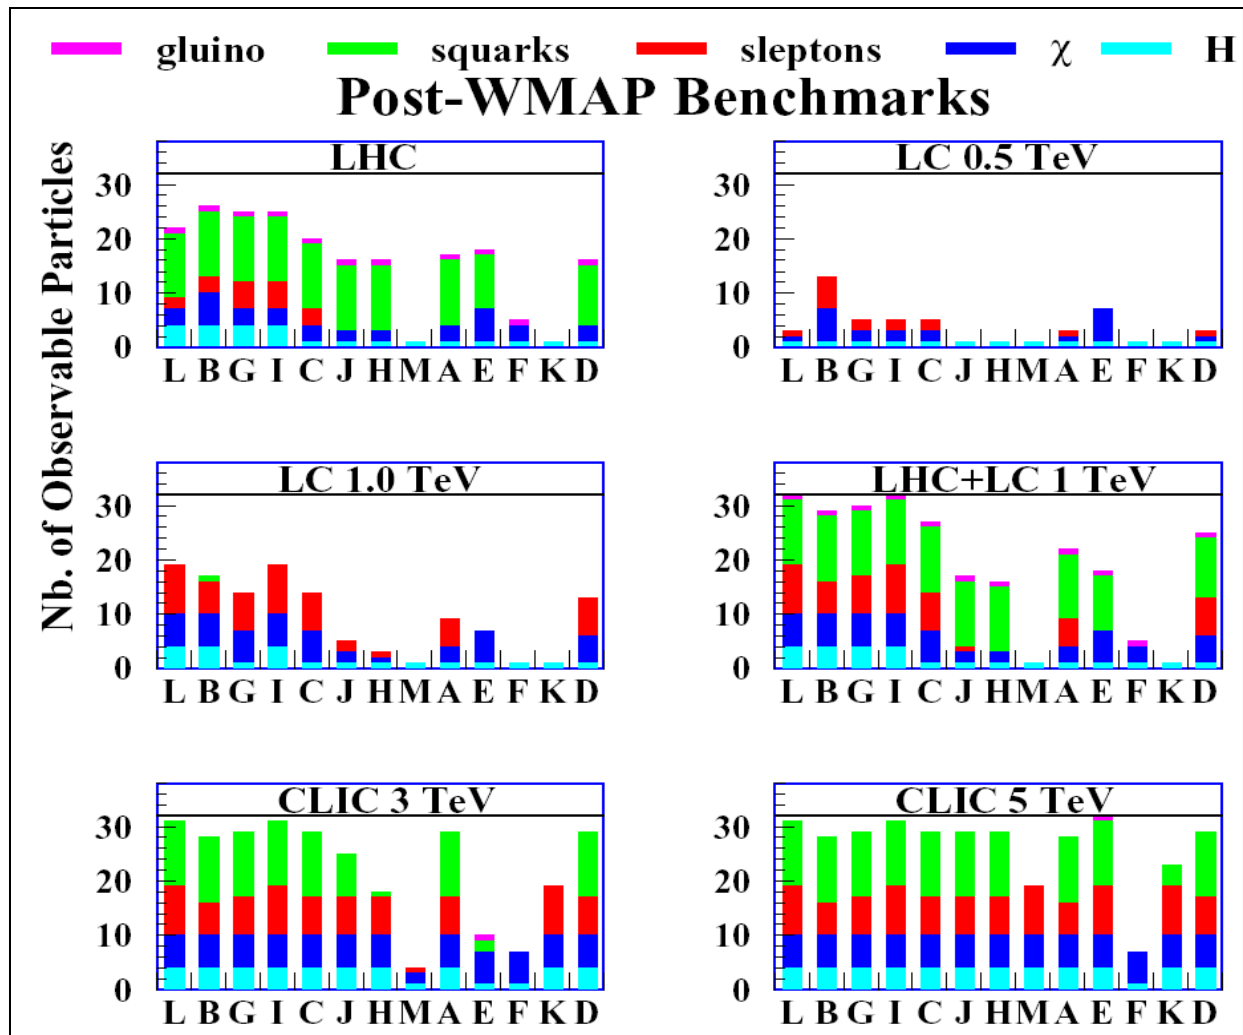 gluino squarks sleptons χ H
Post-WMAP Benchmarks
Nb. of Observable Particles
LHC
30
20
10
0
L B G I C J H M A E F K D
LC 0.5 TeV
30
20
10
0
L B G I C J H M A E F K D
LC 1.0 TeV
30
20
10
0
L B G I C J H M A E F K D
LHC+LC 1 TeV
30
20
10
0
L B G I C J H M A E F K D
CLIC 3 TeV
30
20
10
0
L B G I C J H M A E F K D
CLIC 5 TeV
30
20
10
0
L B G I C J H M A E F K D